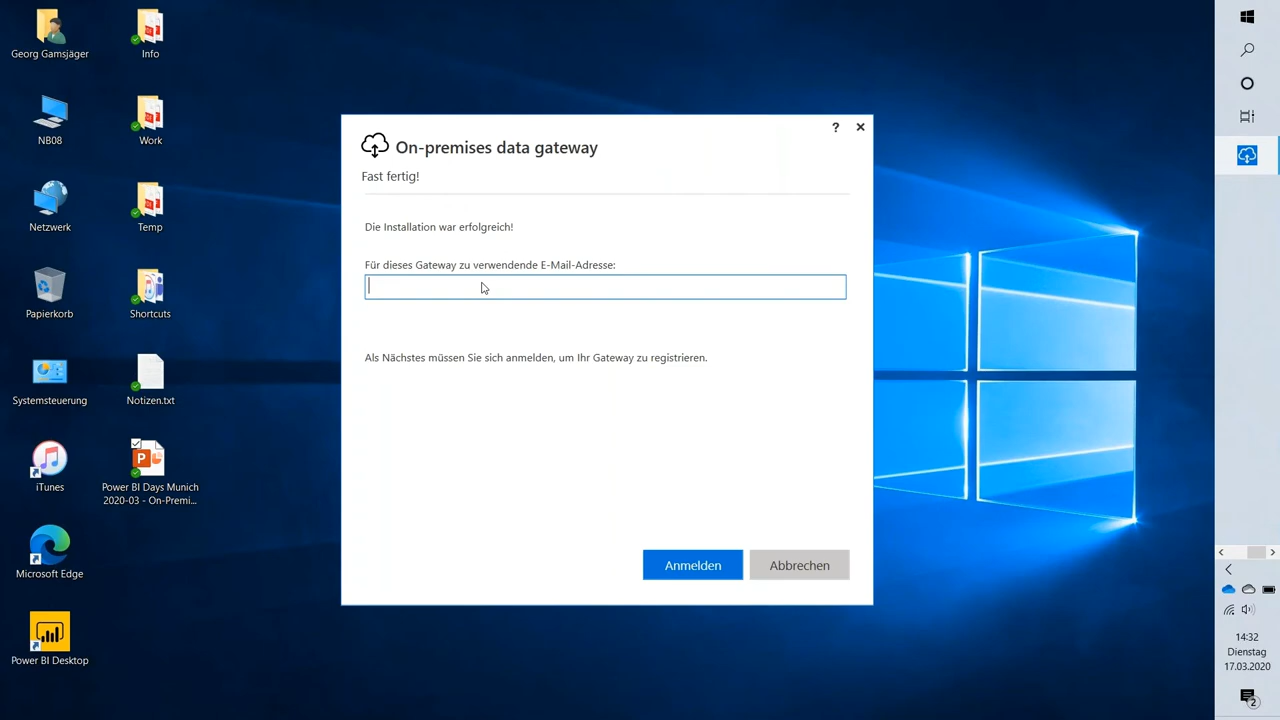 Georg Gamsjäger
Info
NB08
Work
Netzwerk
Temp
Papierkorb
Shortcuts
Systemsteuerung
Notizen.txt
iTunes
Power BI Days Munich
2020-03 - On-Premi...
Microsoft Edge
Power BI Desktop
On-premises data gateway
Fast fertig!
Die Installation war erfolgreich!
Für dieses Gateway zu verwendende E-Mail-Adresse:
Als Nächstes müssen Sie sich anmelden, um Ihr Gateway zu registrieren.
Anmelden
Abbrechen
14:32
Dienstag
17.03.2020
2